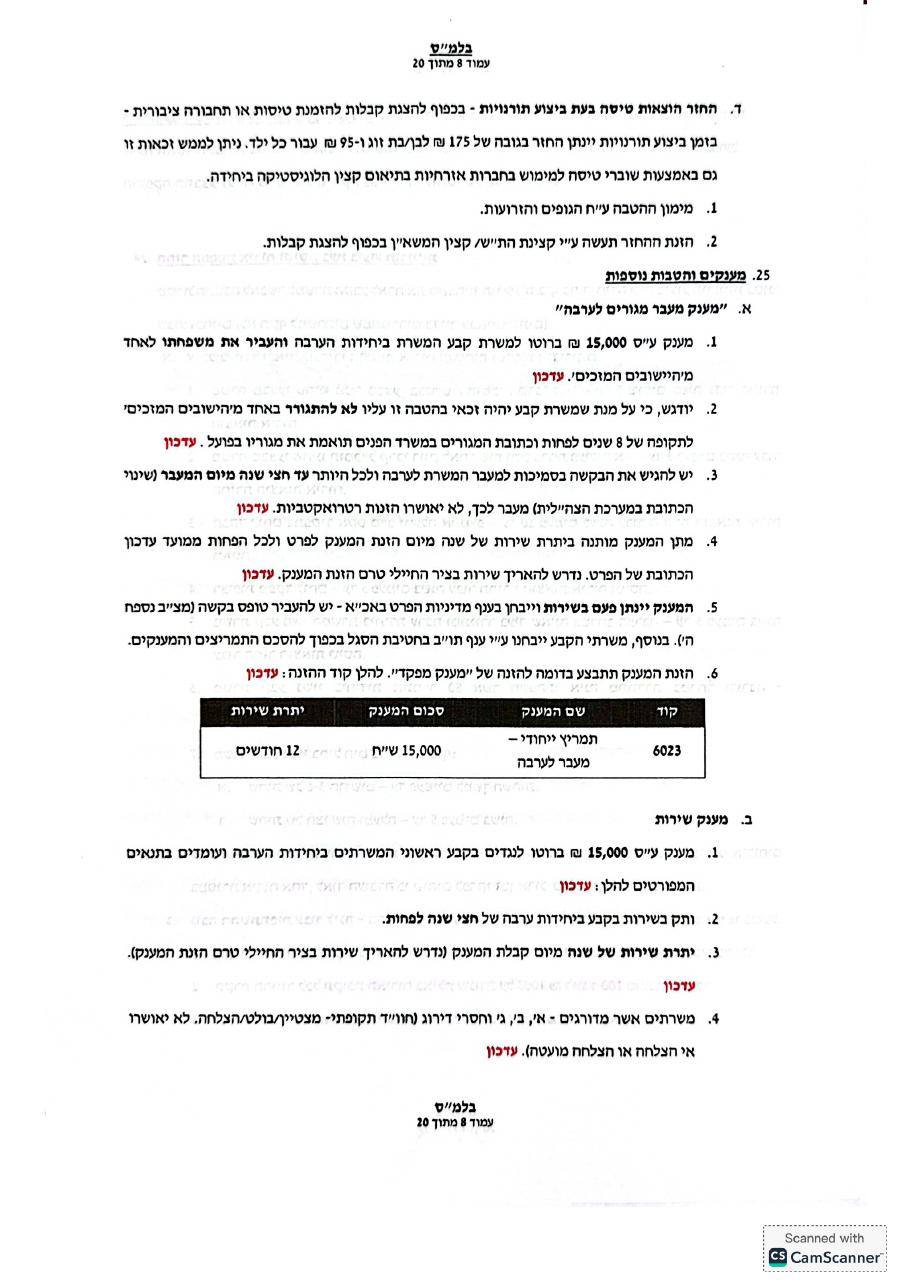 בלמ"ס
עמוד 8 מתוך 20
ד. החזר הוצאות טיסה בעת ביצוע תורנויות - בכפוף להצגת קבלות להזמנת טיסות או תחבורה ציבורית -
בזמן ביצוע תורנויות יינתן החזר בגובה של 175 ₪ לבן/בת זוג ו-95 ₪ עבור כל ילד. ניתן לממש זכאות זו
גם באמצעות שוברי טיסה למימוש בחברות אזרחיות בתיאום קצין הלוגיסטיקה ביחידה.
1. מימון ההטבה ע"ח הגופים והזרועות.
2. הזנת ההחזר תעשה ע"י קצינת הת"ש/ קצין המשא"ן בכפוף להצגת קבלות.
25. מענקים והטבות נוספות
א. "מענק מעבר מגורים לערבה"
1. מענק ע"ס 15,000 ₪ ברוטו למשרת קבע המשרת ביחידות הערבה והעביר את משפחתו לאחד
מ'היישובים המזכים'. עדכון
2. יודגש, כי על מנת שמשרת קבע יהיה זכאי בהטבה זו עליו לא להתגורר באחד מ'הישובים המזכים'
לתקופה של 8 שנים לפחות וכתובת המגורים במשרד הפנים תואמת את מגוריו בפועל . עדכון
3. יש להגיש את הבקשה בסמיכות למעבר המשרת לערבה ולכל היותר עד חצי שנה מיום המעבר (שינוי
הכתובת במערכת הצה"לית) מעבר לכך, לא יאושרו הזנות רטרואקטביות. עדכון
4. מתן המענק מותנה ביתרת שירות של שנה מיום הזנת המענק לפרט ולכל הפחות ממועד עדכון
הכתובת של הפרט. נדרש להאריך שירות בציר החיילי טרם הזנת המענק. עדכון
5. המענק יינתן פעם בשירות וייבחן בענף מדיניות הפרט באכ"א - יש להעביר טופס בקשה (מצ"ב נספח
ה'). בנוסף, משרתי הקבע ייבחנו ע"י ענף תו"ב בחטיבת הסגל בכפוך להסכם התמריצים והמענקים.
6. הזנת המענק תתבצע בדומה להזנה של "מענק מפקד". להלן קוד ההזנה: עדכון
קוד שם המענק סכום המענק יתרת שירות
6023 תמריץ ייחודי – מעבר לערבה 15,000 ש"ח 12 חודשים
ב. מענק שירות
1. מענק ע"ס 15,000 ₪ ברוטו לנגדים בקבע ראשוני המשרתים ביחידות הערבה ועומדים בתנאים
המפורטים להלן: עדכון
2. ותק בשירות בקבע ביחידות ערבה של חצי שנה לפחות.
3. יתרת שירות של שנה מיום קבלת המענק (נדרש להאריך שירות בציר החיילי טרם הזנת המענק).
עדכון
4. משרתים אשר מדורגים - א', ב', ג' וחסרי דירוג (חוו"ד תקופתי- מצטיין/בולט/הצלחה. לא יאושרו
אי הצלחה או הצלחה מועטה). עדכון
בלמ"ס
עמוד 8 מתוך 20
Scanned with
CS CamScanner